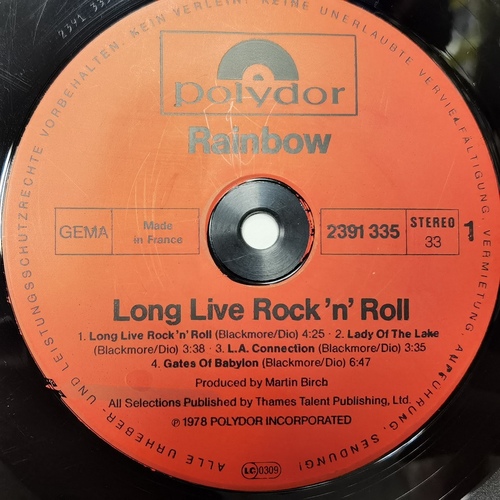 polydor
Rainbow
GEMA
Made
in France
2391 335
STEREO
33
1
Long Live Rock 'n' Roll
1. Long Live Rock 'n' Roll (Blackmore/Dio) 4:25 · 2. Lady Of The Lake
(Blackmore/Dio) 3:38 · 3. L.A. Connection (Blackmore/Dio) 3:35
4. Gates Of Babylon (Blackmore/Dio) 6:47
Produced by Martin Birch
All Selections Published by Thames Talent Publishing, Ltd.
℗ 1978 POLYDOR INCORPORATED
LC 0309
ALLE URHEBER- UND LEISTUNGSSCHUTZRECHTE VORBEHALTEN. KEIN VERLEIH! KEINE UNERLAUBTE VERVIELFÄLTIGUNG, VERMIETUNG, AUFFÜHRUNG, SENDUNG!